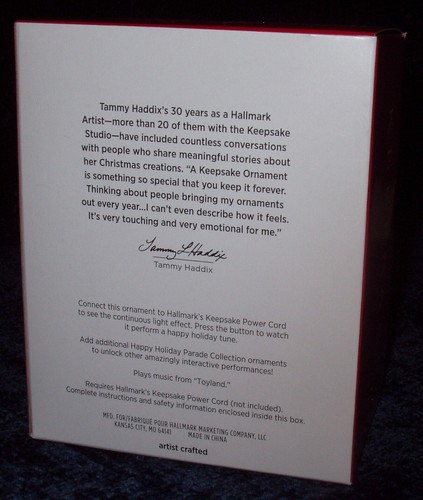 Tammy Haddix's 30 years as a Hallmark
Artist—more than 20 of them with the Keepsake
Studio—have included countless conversations
with people who share meaningful stories about
her Christmas creations. "A Keepsake Ornament
is something so special that you keep it forever.
Thinking about people bringing my ornaments
out every year...I can't even describe how it feels.
It's very touching and very emotional for me."
Tammy L Haddix
Tammy Haddix
Connect this ornament to Hallmark's Keepsake Power Cord
to see the continuous light effect. Press the button to watch
it perform a happy holiday tune.
Add additional Happy Holiday Parade Collection ornaments
to unlock other amazingly interactive performances!
Plays music from "Toyland."
Requires Hallmark's Keepsake Power Cord (not included).
Complete instructions and safety information enclosed inside this box.
MFD. FOR/FABRIQUÉ POUR HALLMARK MARKETING COMPANY, LLC
KANSAS CITY, MO 64141 MADE IN CHINA
artist crafted